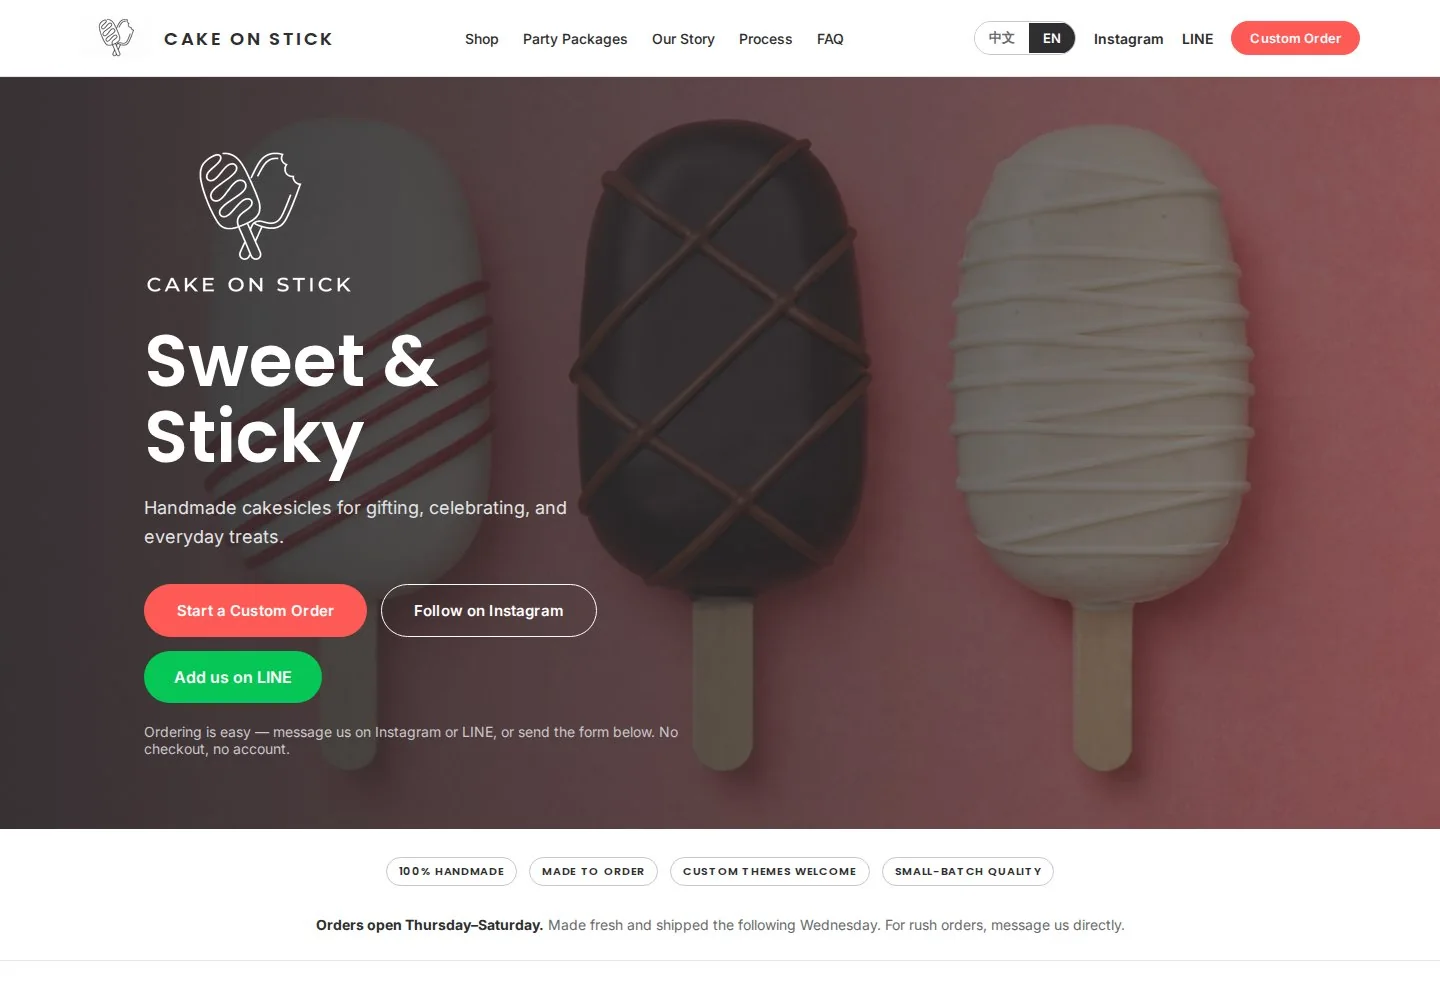 CAKE ON STICK
Shop
Party Packages
Our Story
Process
FAQ
中文
EN
Instagram
LINE
Custom Order
CAKE ON STICK
Sweet &
Sticky
Handmade cakesicles for gifting, celebrating, and
everyday treats.
Start a Custom Order
Follow on Instagram
Add us on LINE
Ordering is easy — message us on Instagram or LINE, or send the form below. No
checkout, no account.
100% HANDMADE
MADE TO ORDER
CUSTOM THEMES WELCOME
SMALL-BATCH QUALITY
Orders open Thursday–Saturday. Made fresh and shipped the following Wednesday. For rush orders, message us directly.